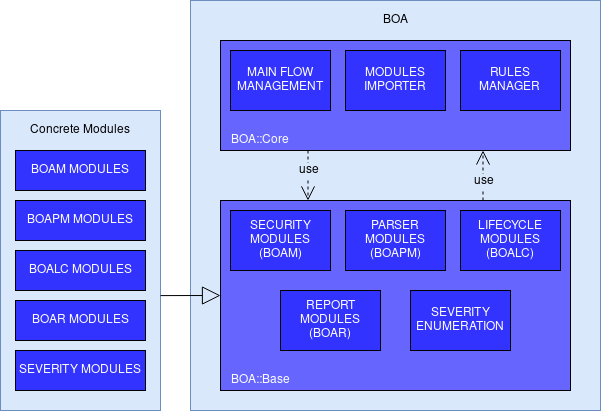 BOA
MAIN FLOW
MANAGEMENT
MODULES
IMPORTER
RULES
MANAGER
BOA::Core
use
use
Concrete Modules
BOAM MODULES
BOAPM MODULES
BOALC MODULES
BOAR MODULES
SEVERITY MODULES
SECURITY
MODULES
(BOAM)
PARSER
MODULES
(BOAPM)
LIFECYCLE
MODULES
(BOALC)
REPORT
MODULES
(BOAR)
SEVERITY
ENUMERATION
BOA::Base